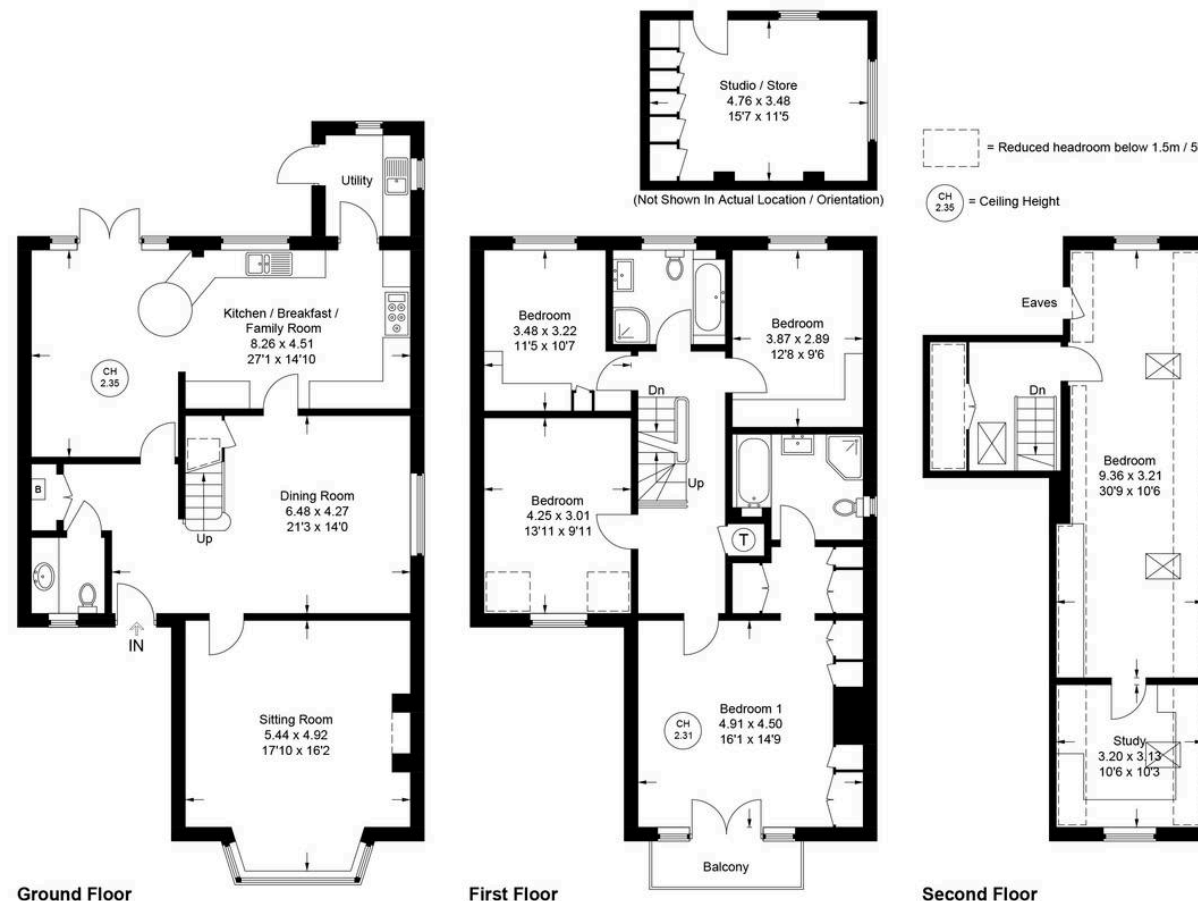 Studio / Store
4.76 x 3.48
15'7 x 11'5
(Not Shown In Actual Location / Orientation)
= Reduced headroom below 1.5m / 5
CH
2.35
= Ceiling Height
Utility
Kitchen / Breakfast /
Family Room
8.26 x 4.51
27'1 x 14'10
CH
2.35
B
Up
Dining Room
6.48 x 4.27
21'3 x 14'0
IN
Sitting Room
5.44 x 4.92
17'10 x 16'2
Ground Floor
Bedroom
3.48 x 3.22
11'5 x 10'7
Bedroom
3.87 x 2.89
12'8 x 9'6
Dn
Up
Bedroom
4.25 x 3.01
13'11 x 9'11
T
CH
2.31
Bedroom 1
4.91 x 4.50
16'1 x 14'9
Balcony
First Floor
Eaves
Dn
Bedroom
9.36 x 3.21
30'9 x 10'6
Study
3.20 x 3.13
10'6 x 10'3
Second Floor